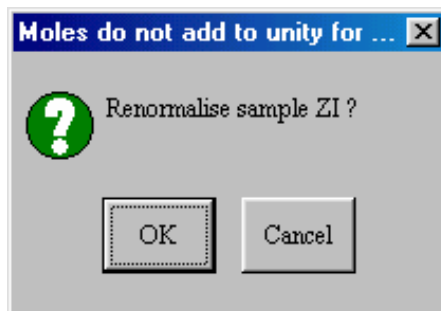 Moles do not add to unity for ...
Renormalise sample ZI ?
OK
Cancel